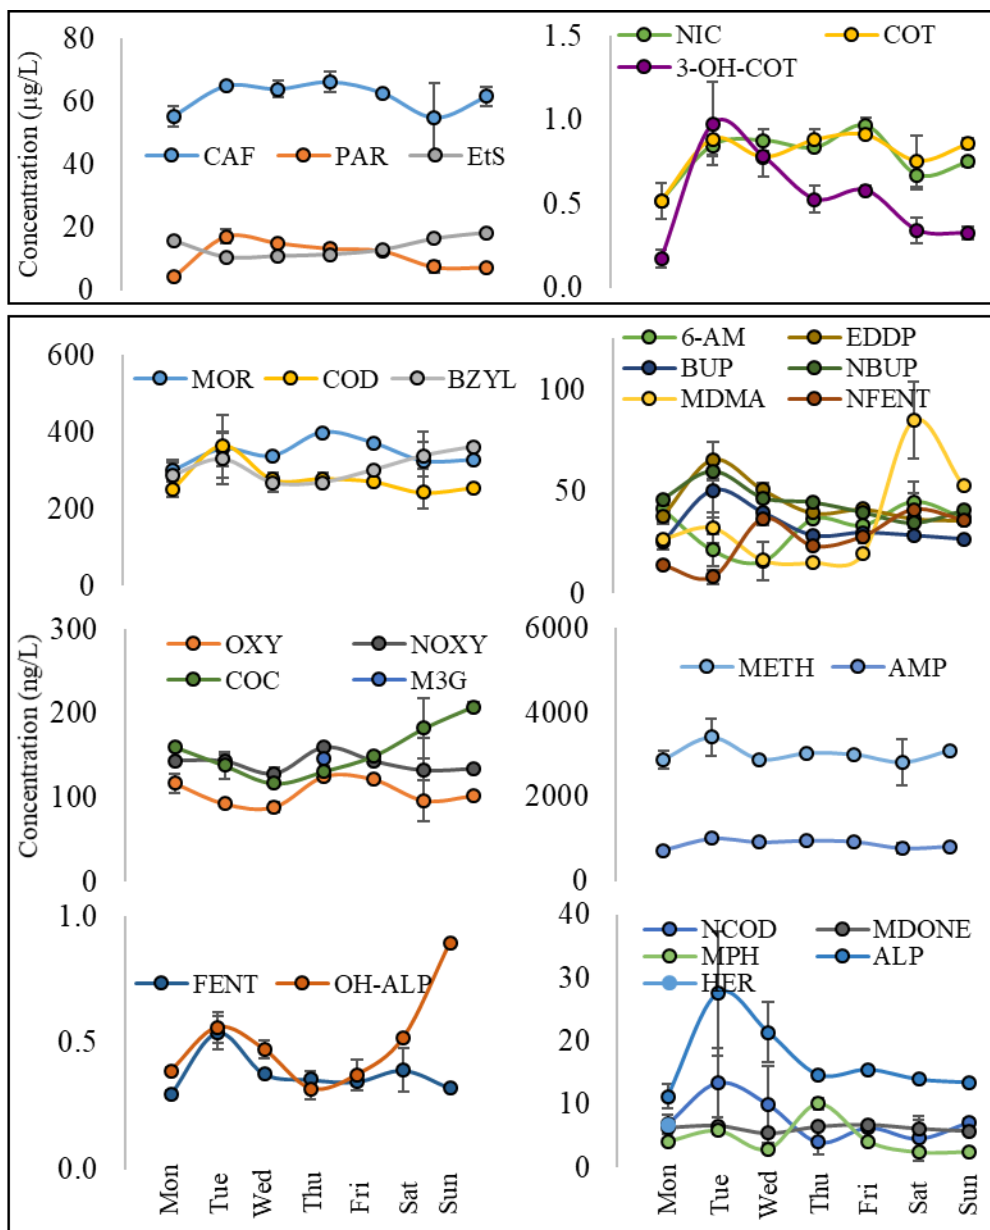 Concentration (µg/L)
80
60
40
20
0
CAF PAR EtS
1.5
1.0
0.5
0.0
NIC COT
3-OH-COT
Concentration (ng/L)
600
400
200
0
MOR COD BZYL
100
50
0
6-AM EDDP
BUP NBUP
MDMA NFENT
300
200
100
0
OXY NOXY
COC M3G
6000
4000
2000
0
METH AMP
1.0
0.5
0.0
FENT OH-ALP
Mon Tue Wed Thu Fri Sat Sun
40
30
20
10
0
NCOD MDONE
MPH ALP
HER
Mon Tue Wed Thu Fri Sat Sun